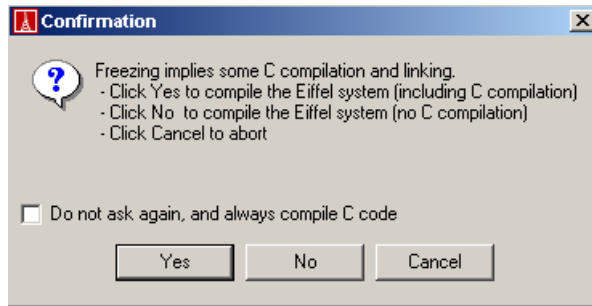 Confirmation
Freezing implies some C compilation and linking.
- Click Yes to compile the Eiffel system (including C compilation)
- Click No to compile the Eiffel system (no C compilation)
- Click Cancel to abort
Do not ask again, and always compile C code
Yes No Cancel